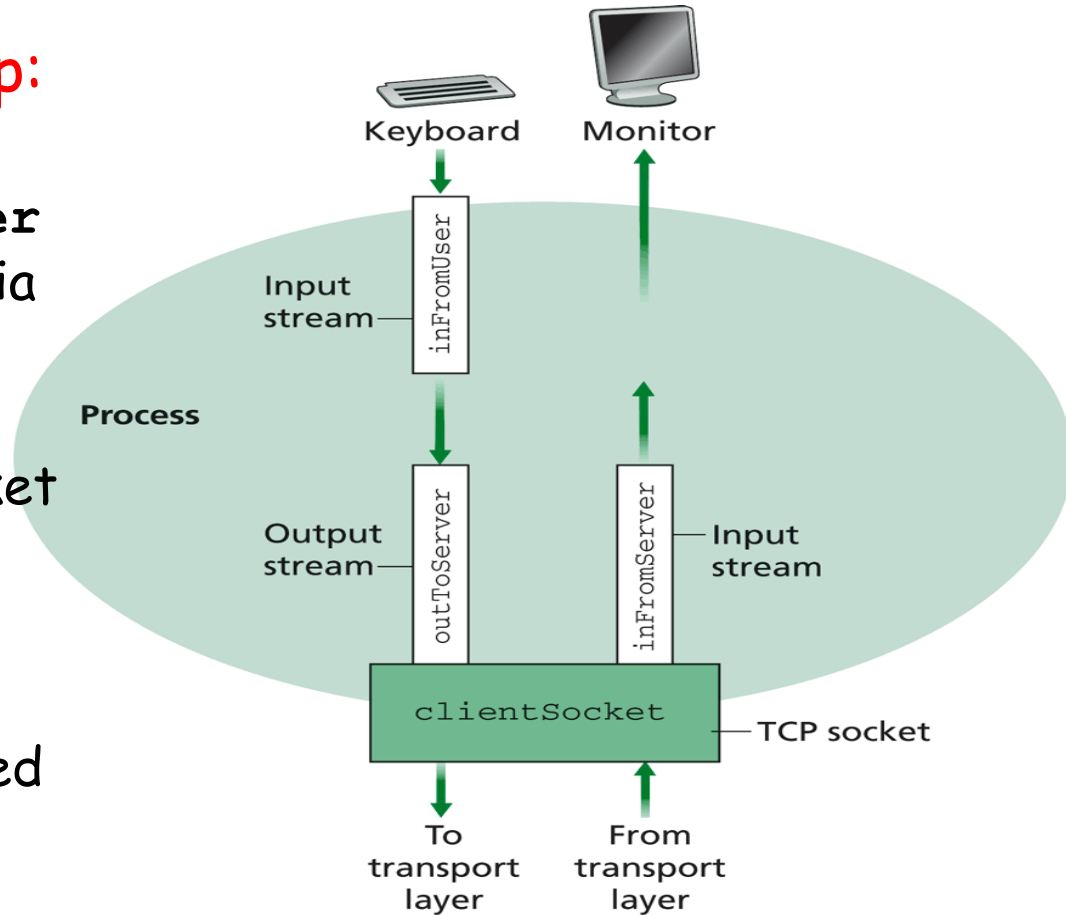 p:
er
ia
ket
ed
Keyboard
Monitor
inFromUser
Input
stream
Process
outToServer
Output
stream
inFromServer
Input
stream
clientSocket
TCP socket
To
transport
layer
From
transport
layer